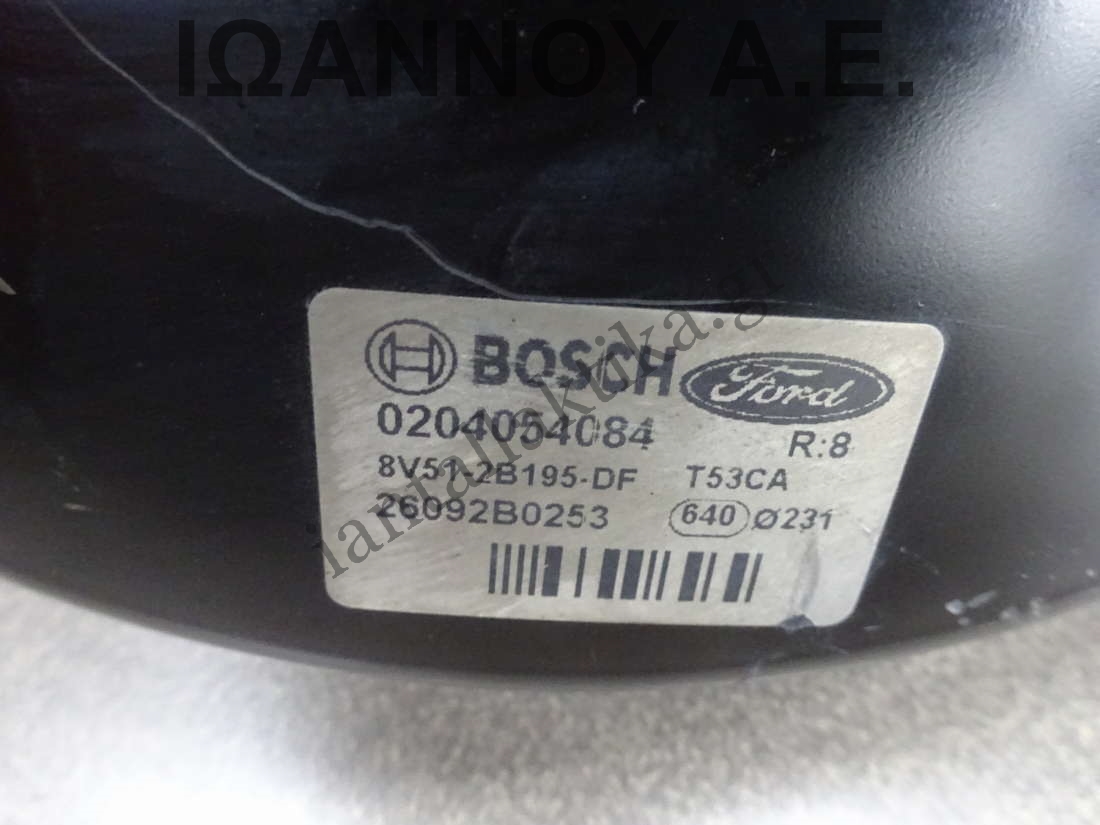 ΙΩΑΝΝΟΥ Α.Ε.
BOSCH
Ford
0204054084
R:8
8V51-2B195-DF T53CA
26092B0253 640 Ø231